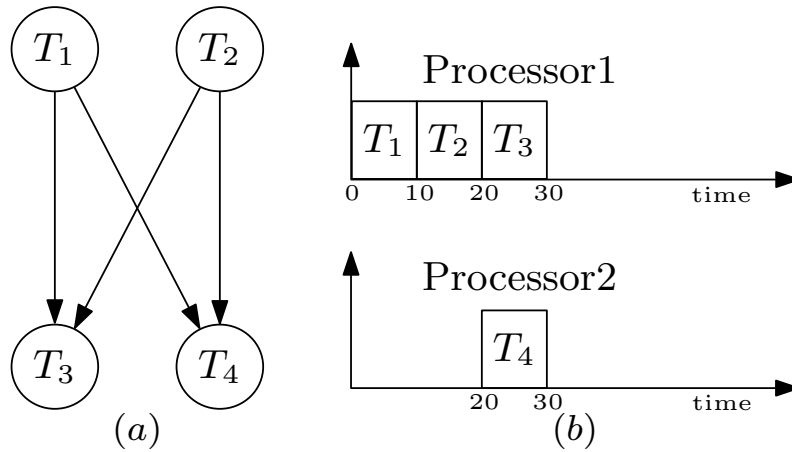 T1
T2
T3
T4
(a)
Processor1
T1 T2 T3
0 10 20 30 time
Processor2
T4
20 30 time
(b)